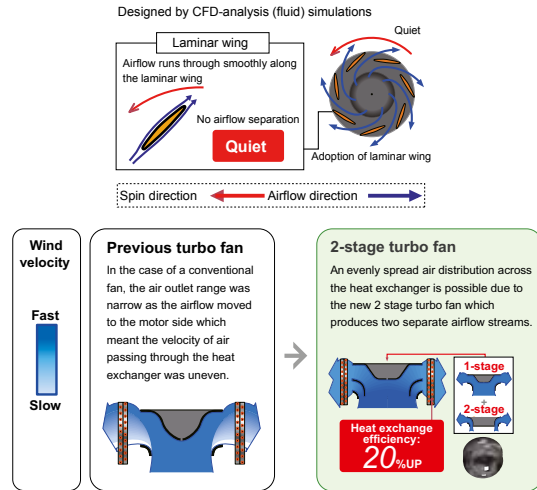 Designed by CFD-analysis (fluid) simulations
Laminar wing
Airflow runs through smoothly along
the laminar wing
No airflow separation
Quiet
Quiet
Adoption of laminar wing
Spin direction
Airflow direction
Wind
velocity
Fast
Slow
Previous turbo fan
In the case of a conventional
fan, the air outlet range was
narrow as the airflow moved
to the motor side which
meant the velocity of air
passing through the heat
exchanger was uneven.
2-stage turbo fan
An evenly spread air distribution across
the heat exchanger is possible due to
the new 2 stage turbo fan which
produces two separate airflow streams.
1-stage
+
2-stage
Heat exchange
efficiency:
20%UP